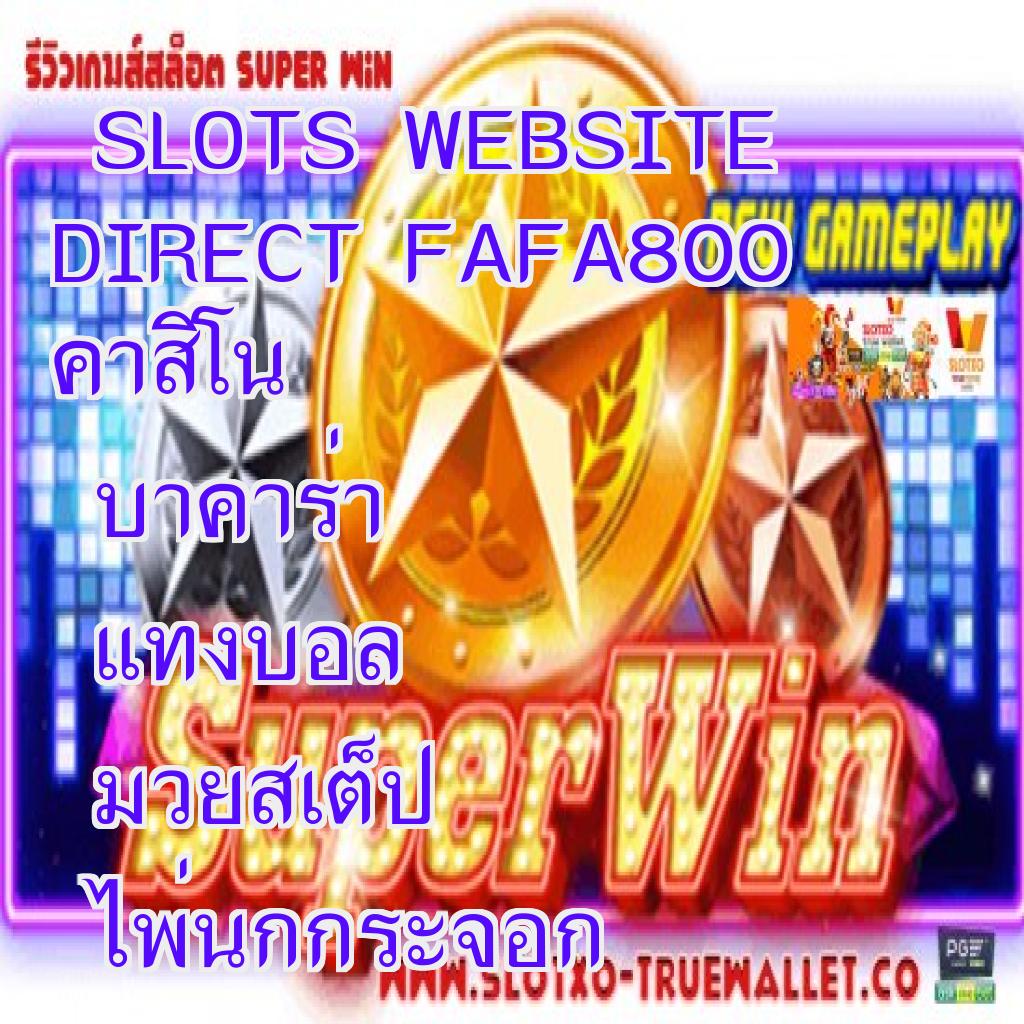 รีวิวเกมส์สล็อต SUPER WIN
SLOTS WEBSITE
DIRECT FAFA800
NEW GAMEPLAY
คาสิโน
SLOTXO
SLOTXO
บาคาร่า
แทงบอล
มวยสเต็ป
SuperWin
ไพ่นกกระจอก
WWW.SLOTXO-TRUEWALLET.CO